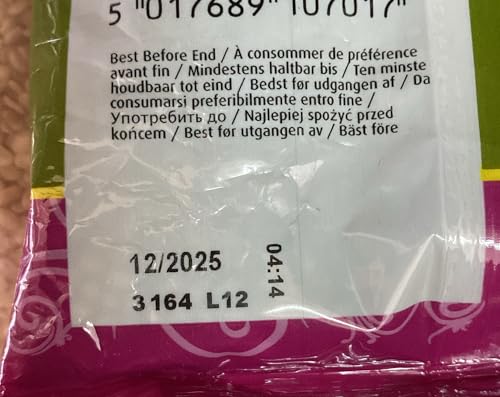 5 "017689" 107017"
Best Before End / À consommer de préférence
avant fin / Mindestens haltbar bis / Ten minste
houdbaar tot eind / Bedst før udgangen af / Da
consumarsi preferibilmente entro fine /
Употребить до / Najlepiej spożyć przed
końcem / Best før utgangen av / Bäst före
12/2025
04:14
3164 L12